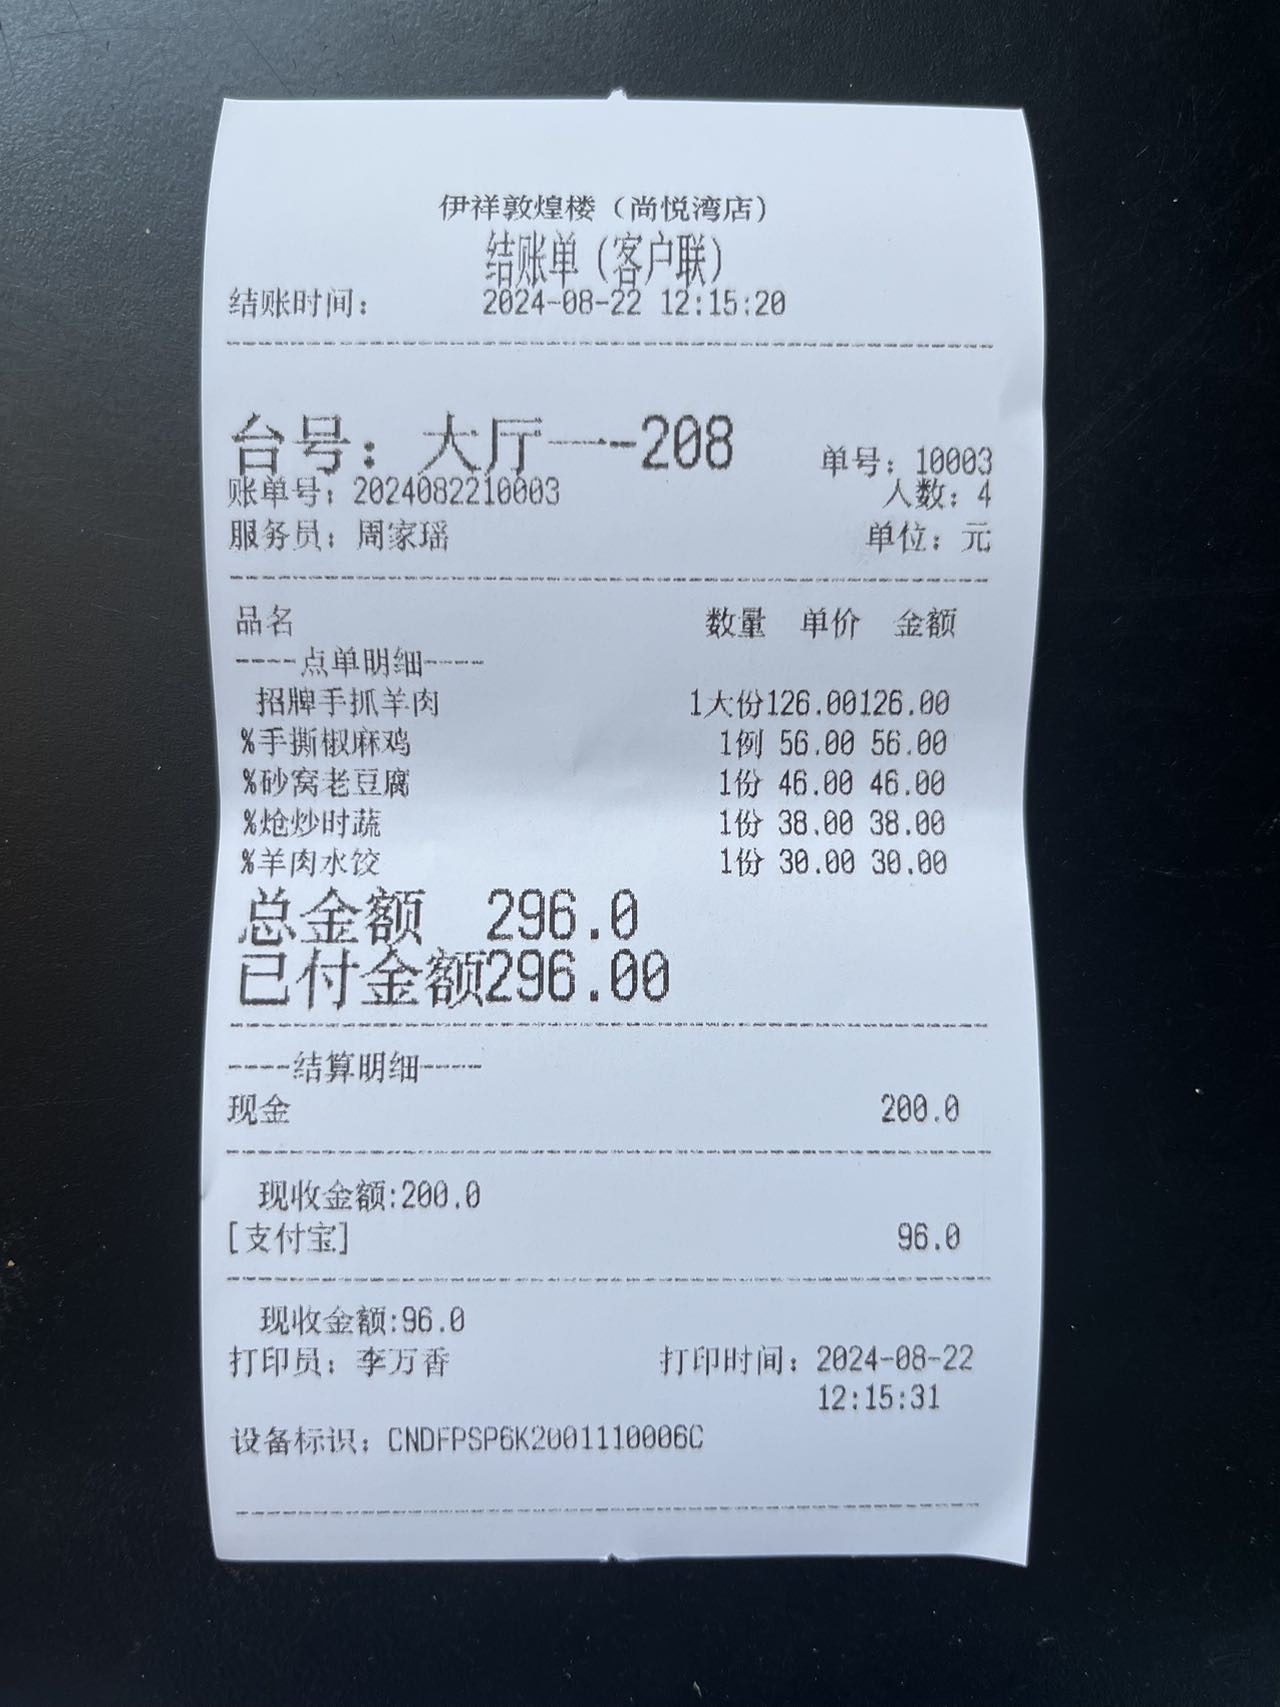 伊祥敦煌楼（尚悦湾店）
结账单（客户联）
结账时间： 2024-08-22 12:15:20
台号：大厅一-208 单号：10003
账单号：2024082210003 人数：4
服务员：周家瑶 单位：元
品名 数量 单价 金额
----点单明细----
招牌手抓羊肉 1大份126.00126.00
%手撕椒麻鸡 1例 56.00 56.00
%砂窝老豆腐 1份 46.00 46.00
%炝炒时蔬 1份 38.00 38.00
%羊肉水饺 1份 30.00 30.00
总金额 296.0
已付金额296.00
----结算明细----
现金 200.0
现收金额:200.0
[支付宝] 96.0
现收金额:96.0
打印员：李万香 打印时间：2024-08-22
12:15:31
设备标识：CNDFPSP6K2001110006C